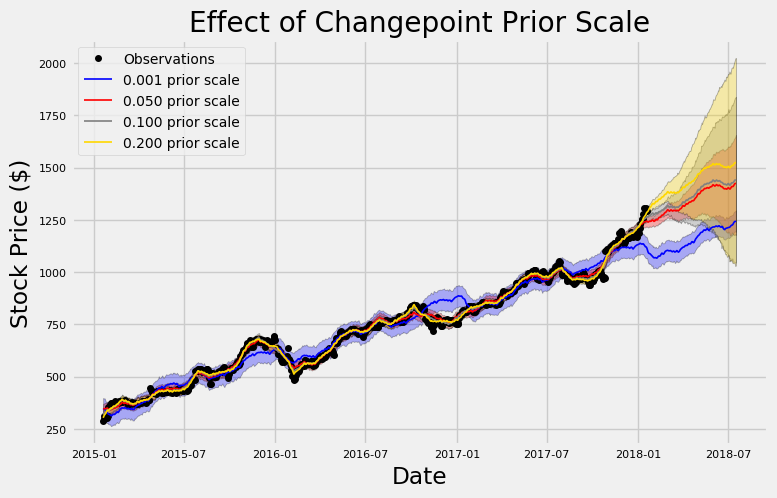 Effect of Changepoint Prior Scale
Observations
0.001 prior scale
0.050 prior scale
0.100 prior scale
0.200 prior scale
Stock Price ($)
2000
1750
1500
1250
1000
750
500
250
2015-01 2015-07 2016-01 2016-07 2017-01 2017-07 2018-01 2018-07
Date